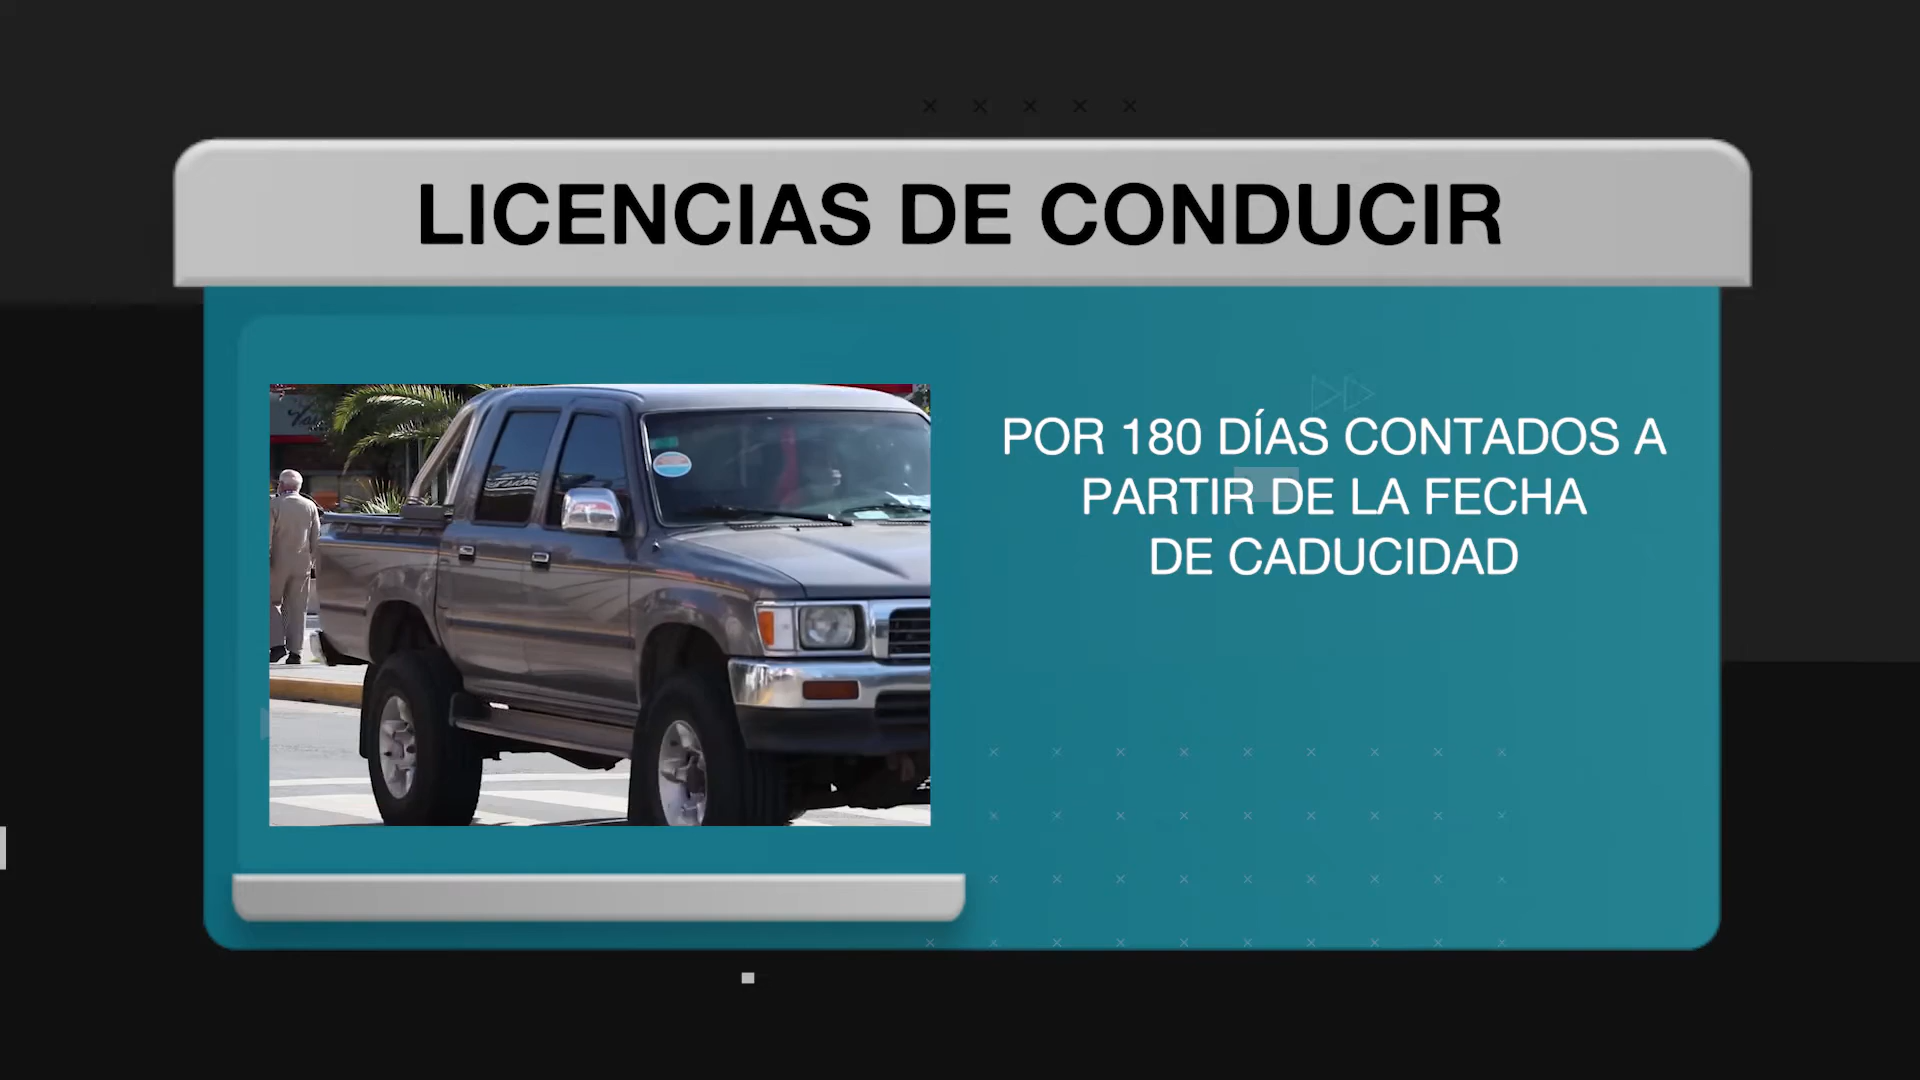 LICENCIAS DE CONDUCIR
POR 180 DÍAS CONTADOS A
PARTIR DE LA FECHA
DE CADUCIDAD